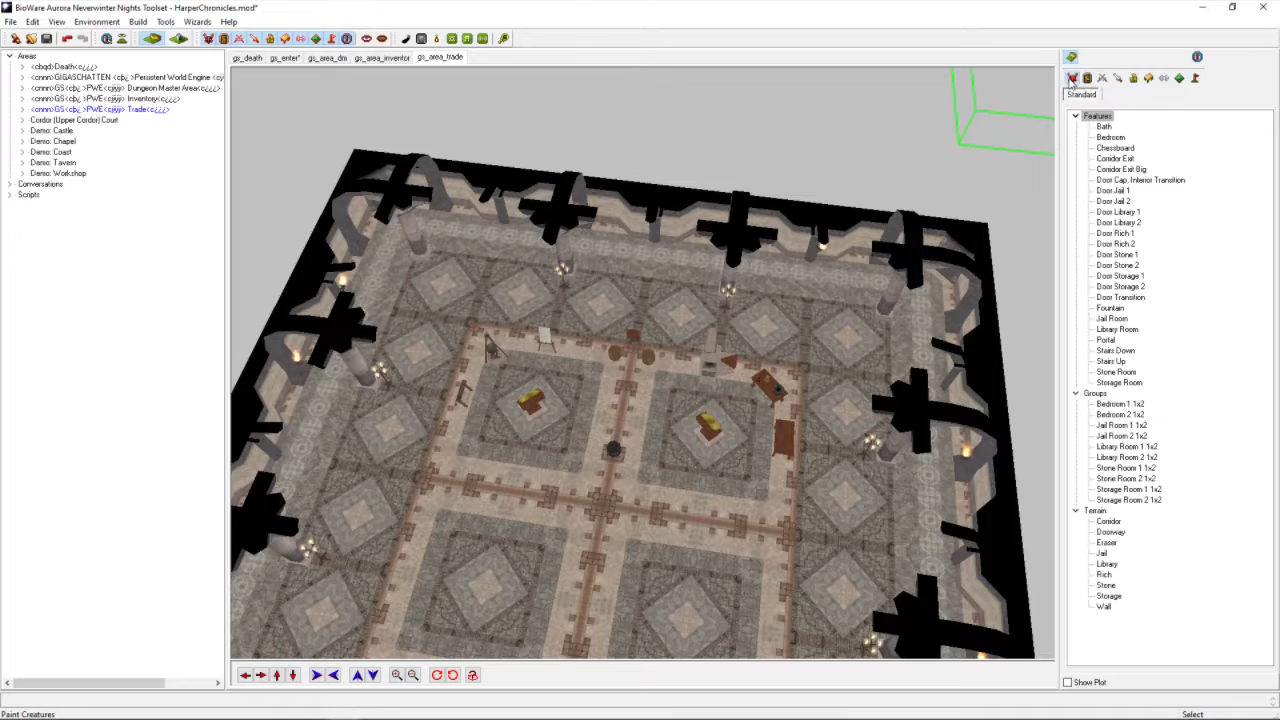 BioWare Aurora Neverwinter Nights Toolset - HarperChronicles.mod*
File Edit View Environment Build Tools Wizards Help
gs_death gs_enter* gs_area_dm gs_area_inventor gs_area_trade
Areas
Conversations
Scripts
Cordor (Upper Cordor) Court
Demo: Castle
Demo: Chapel
Demo: Coast
Demo: Tavern
Demo: Workshop
Standard
Features
Bath
Bedroom
Chessboard
Corridor Exit
Corridor Exit Big
Door Cap, Interior Transition
Door Jail 1
Door Jail 2
Door Library 1
Door Library 2
Door Rich 1
Door Rich 2
Door Stone 1
Door Stone 2
Door Storage 1
Door Storage 2
Door Transition
Fountain
Jail Room
Library Room
Portal
Stairs Down
Stairs Up
Stone Room
Storage Room
Groups
Bedroom 1 1x2
Bedroom 2 1x2
Jail Room 1 1x2
Jail Room 2 1x2
Library Room 1 1x2
Library Room 2 1x2
Stone Room 1 1x2
Stone Room 2 1x2
Storage Room 1 1x2
Storage Room 2 1x2
Terrain
Corridor
Doorway
Eraser
Jail
Library
Rich
Stone
Storage
Wall
Show Plot
Paint Creatures
Select